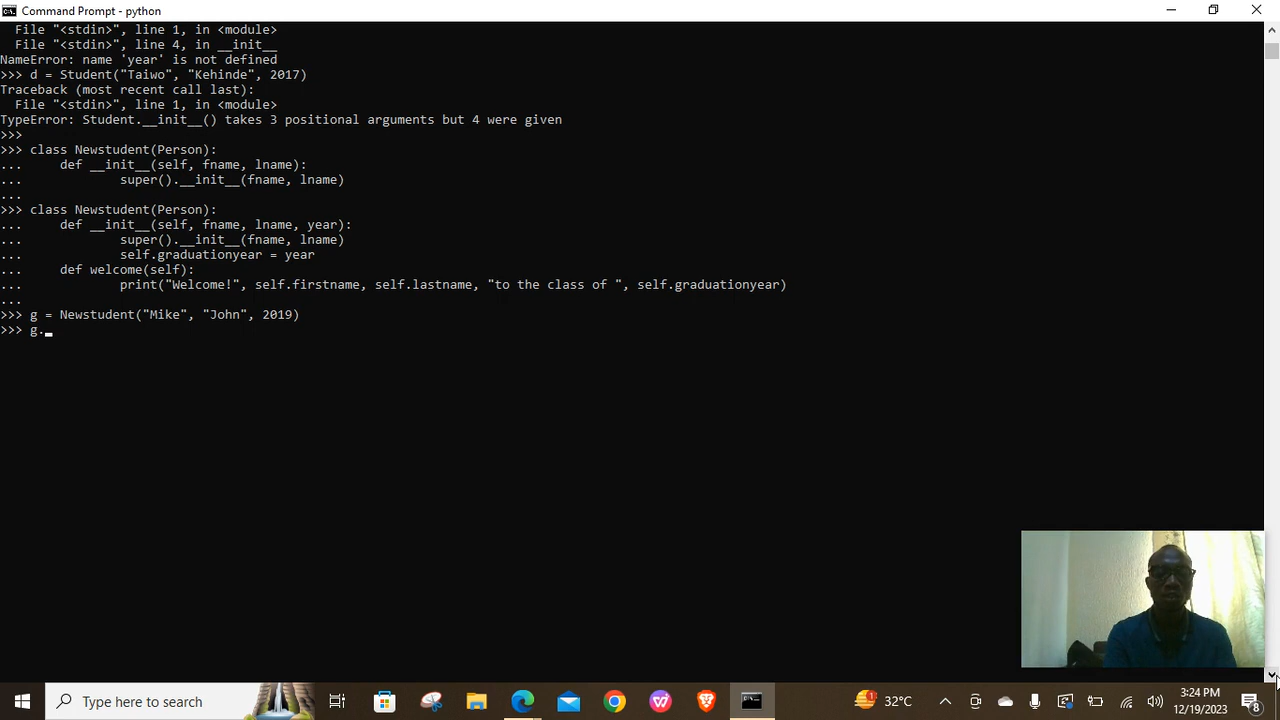 Command Prompt - python
File "<stdin>", line 1, in <module>
File "<stdin>", line 4, in __init__
NameError: name 'year' is not defined
>>> d = Student("Taiwo", "Kehinde", 2017)
Traceback (most recent call last):
File "<stdin>", line 1, in <module>
TypeError: Student.__init__() takes 3 positional arguments but 4 were given
>>>
>>> class Newstudent(Person):
...     def __init__(self, fname, lname):
...             super().__init__(fname, lname)
...
>>> class Newstudent(Person):
...     def __init__(self, fname, lname, year):
...             super().__init__(fname, lname)
...             self.graduationyear = year
...     def welcome(self):
...             print("Welcome!", self.firstname, self.lastname, "to the class of ", self.graduationyear)
...
>>> g = Newstudent("Mike", "John", 2019)
>>> g.
Type here to search
1
32°C
3:24 PM
12/19/2023
8